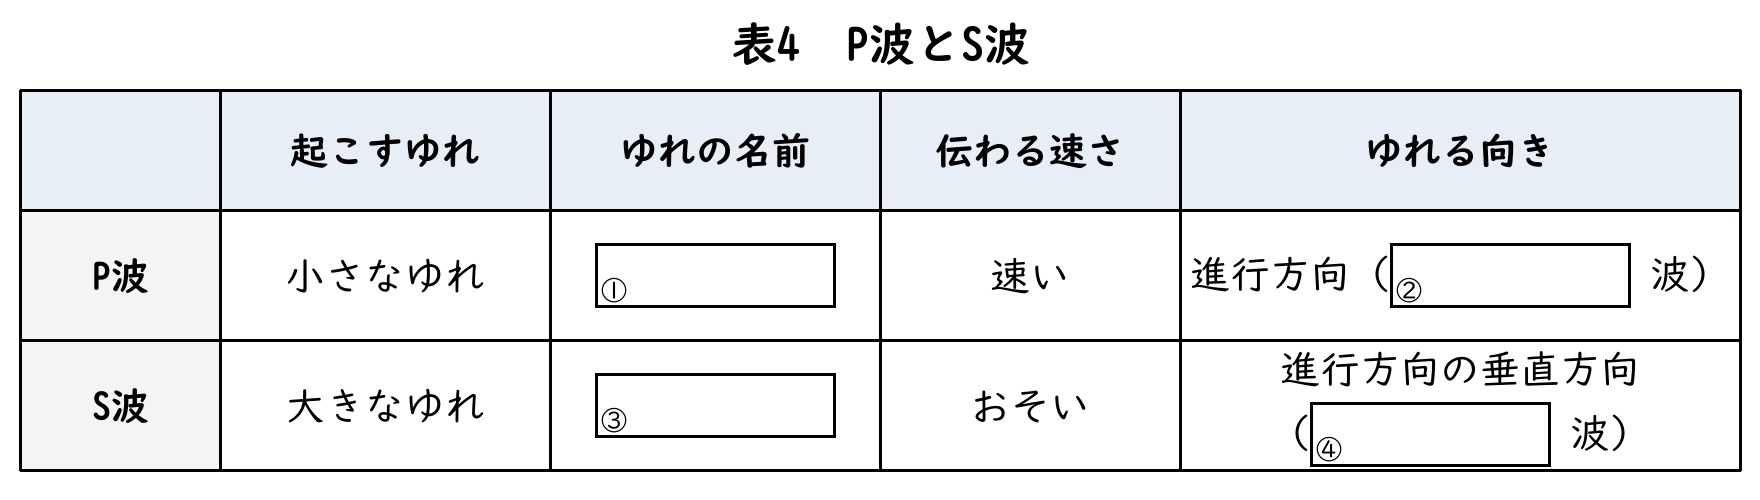 表4　P波とS波
起こすゆれ　ゆれの名前　伝わる速さ　ゆれる向き
P波　小さなゆれ　①　速い　進行方向（②　波）
S波　大きなゆれ　③　おそい　進行方向の垂直方向
（④　波）